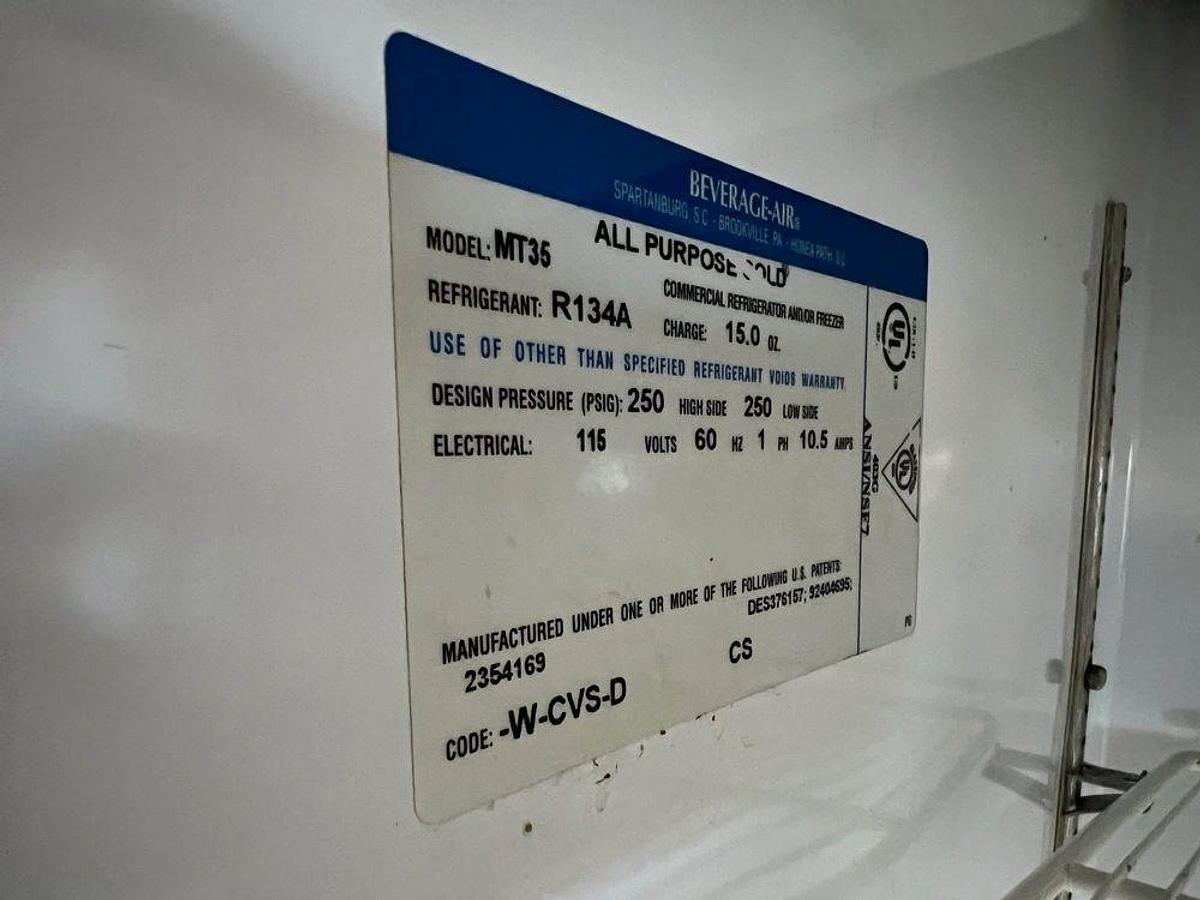 BEVERAGE-AIR®
SPARTANBURG S C - BROOKVILLE PA - HONEA PATH S C
ALL PURPOSE
MODEL: MT35
COMMERCIAL REFRIGERATOR AND/OR FREEZER
REFRIGERANT: R134A CHARGE: 15.0 OZ.
USE OF OTHER THAN SPECIFIED REFRIGERANT VOIDS WARRANTY
DESIGN PRESSURE (PSIG): 250 HIGH SIDE 250 LOW SIDE
ELECTRICAL: 115 VOLTS 60 HZ 1 PH 10.5 AMPS
MANUFACTURED UNDER ONE OR MORE OF THE FOLLOWING U.S. PATENTS:
DES376157; 92404695;
2354169
CS
CODE: -W-CVS-D
UL
UL
ANSI/NSF7